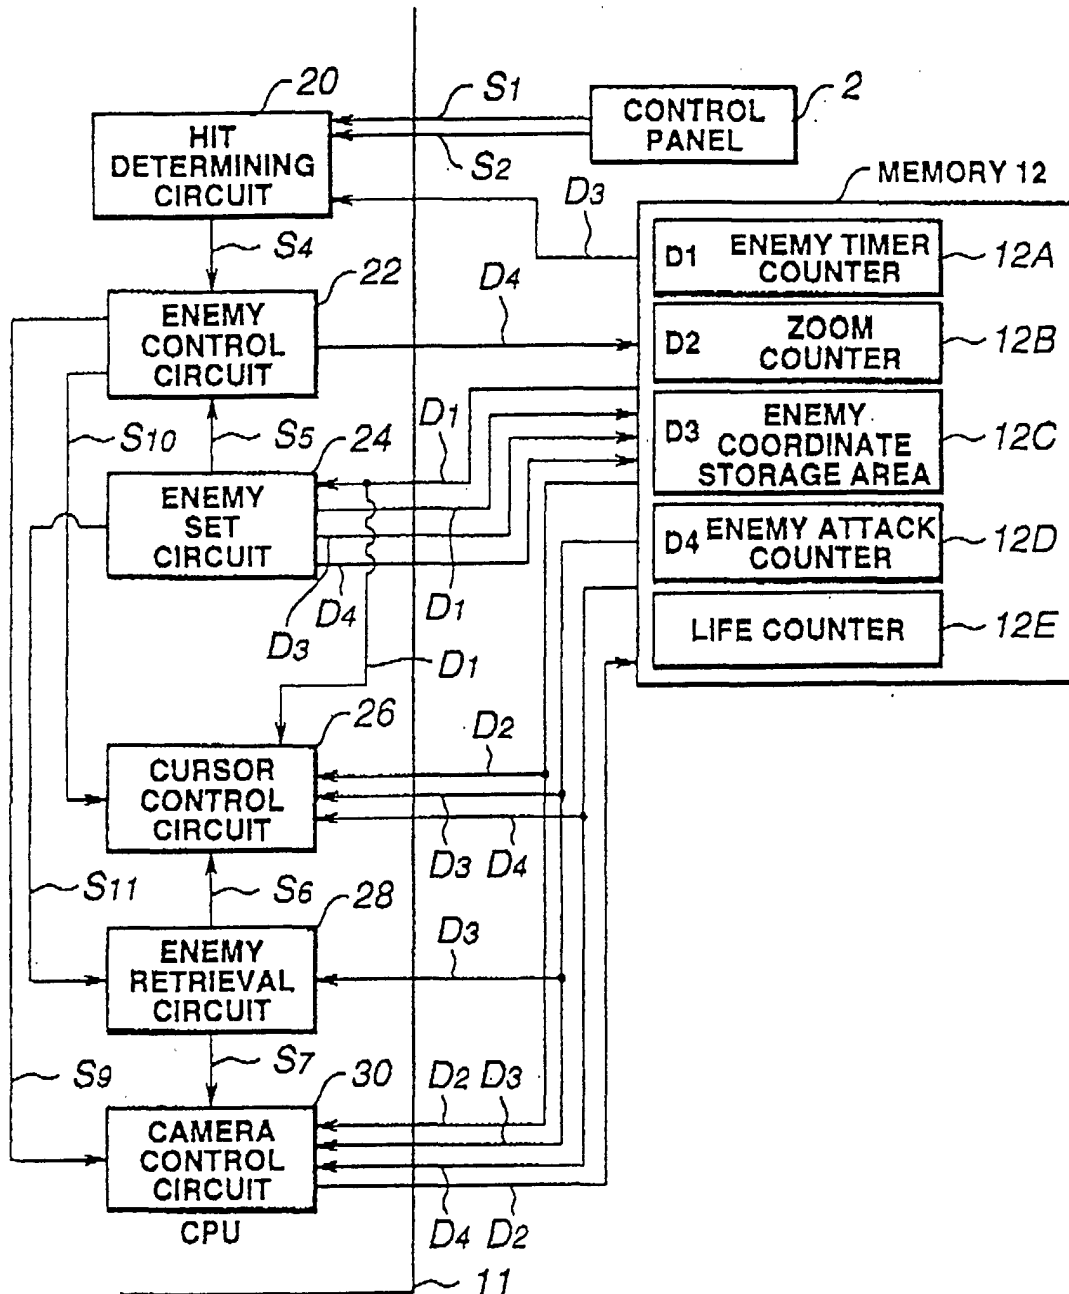 20
HIT
DETERMINING
CIRCUIT
S1
S2
CONTROL
PANEL
2
D3
MEMORY 12
D1 ENEMY TIMER
COUNTER
12A
D2 ZOOM
COUNTER
12B
D3 ENEMY
COORDINATE
STORAGE AREA
12C
D4 ENEMY ATTACK
COUNTER
12D
LIFE COUNTER
12E
S4
22
ENEMY
CONTROL
CIRCUIT
D4
S10
S5
24
D1
ENEMY
SET
CIRCUIT
D1
D3
D4
D1
26
CURSOR
CONTROL
CIRCUIT
D2
D3
D4
S11
S6
28
ENEMY
RETRIEVAL
CIRCUIT
D3
S9
S7
30
CAMERA
CONTROL
CIRCUIT
D2
D3
D4
D2
CPU
11